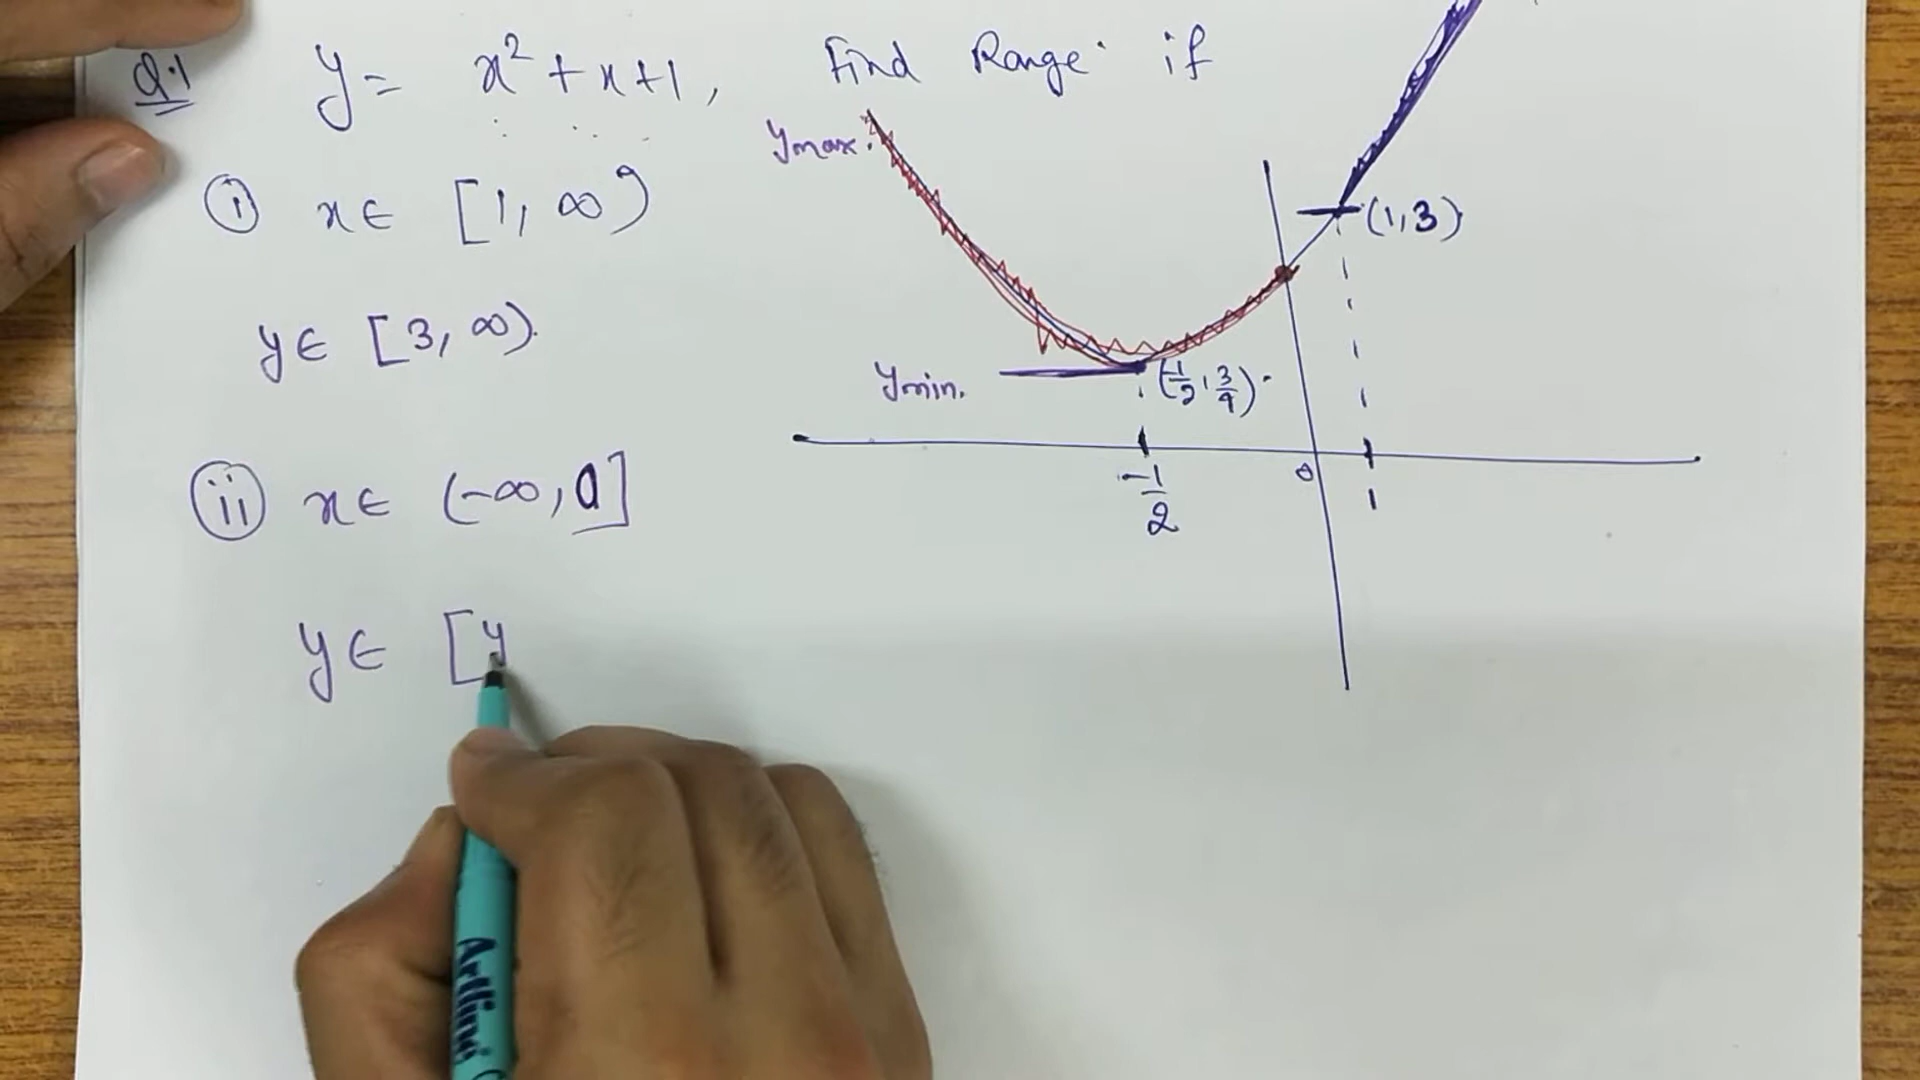 Q.1 y = x² + x + 1, Find Range if
ymax.
(i) x ∈ [1, ∞)
(1, 3)
y ∈ [3, ∞).
ymin. (-1/2, 3/4)
(ii) x ∈ (-∞, 0]
-1/2 0 1
y ∈ [y
Artline